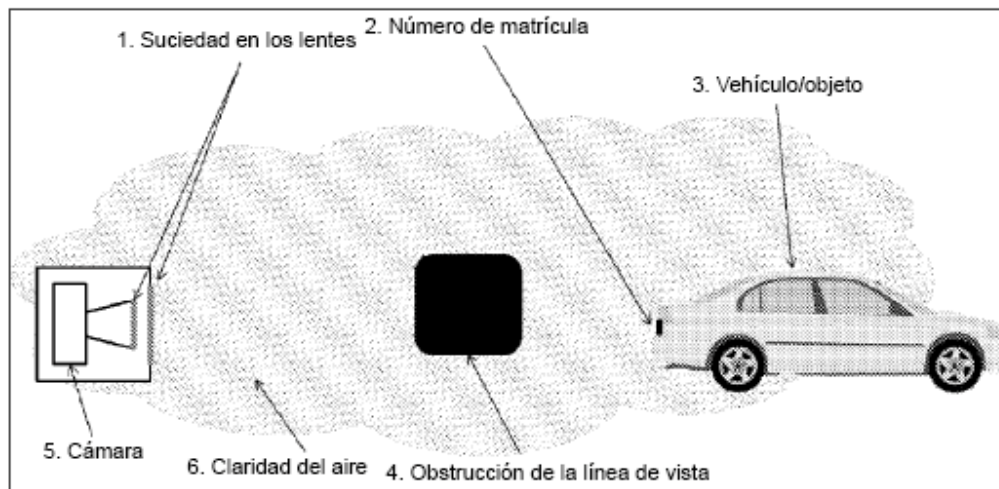 1. Suciedad en los lentes
2. Número de matrícula
3. Vehículo/objeto
5. Cámara
6. Claridad del aire
4. Obstrucción de la línea de vista